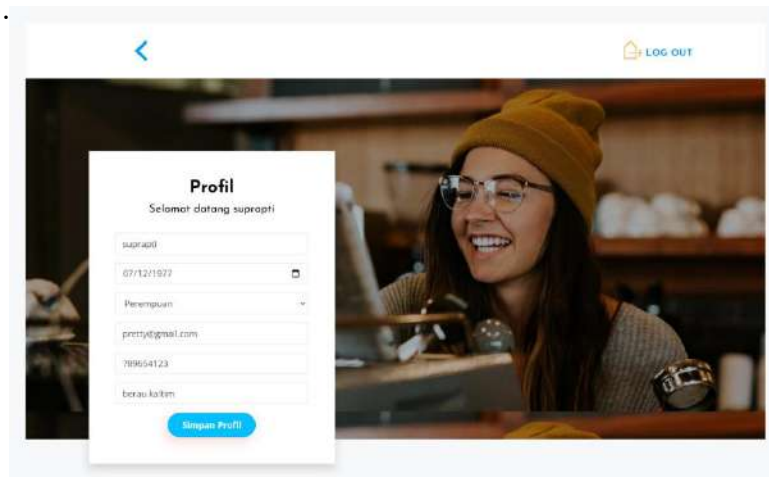 LOG OUT
Profil
Selamat datang suprapti
suprapti
07/12/1977
Perempuan
pretty@gmail.com
789654123
berau kaltim
Simpan Profil